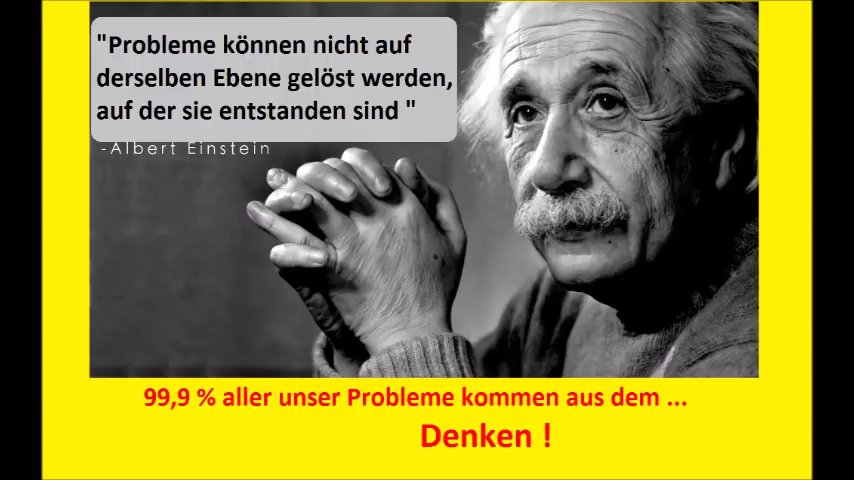 "Probleme können nicht auf
derselben Ebene gelöst werden,
auf der sie entstanden sind "
-Albert Einstein
99,9 % aller unser Probleme kommen aus dem ...
Denken !